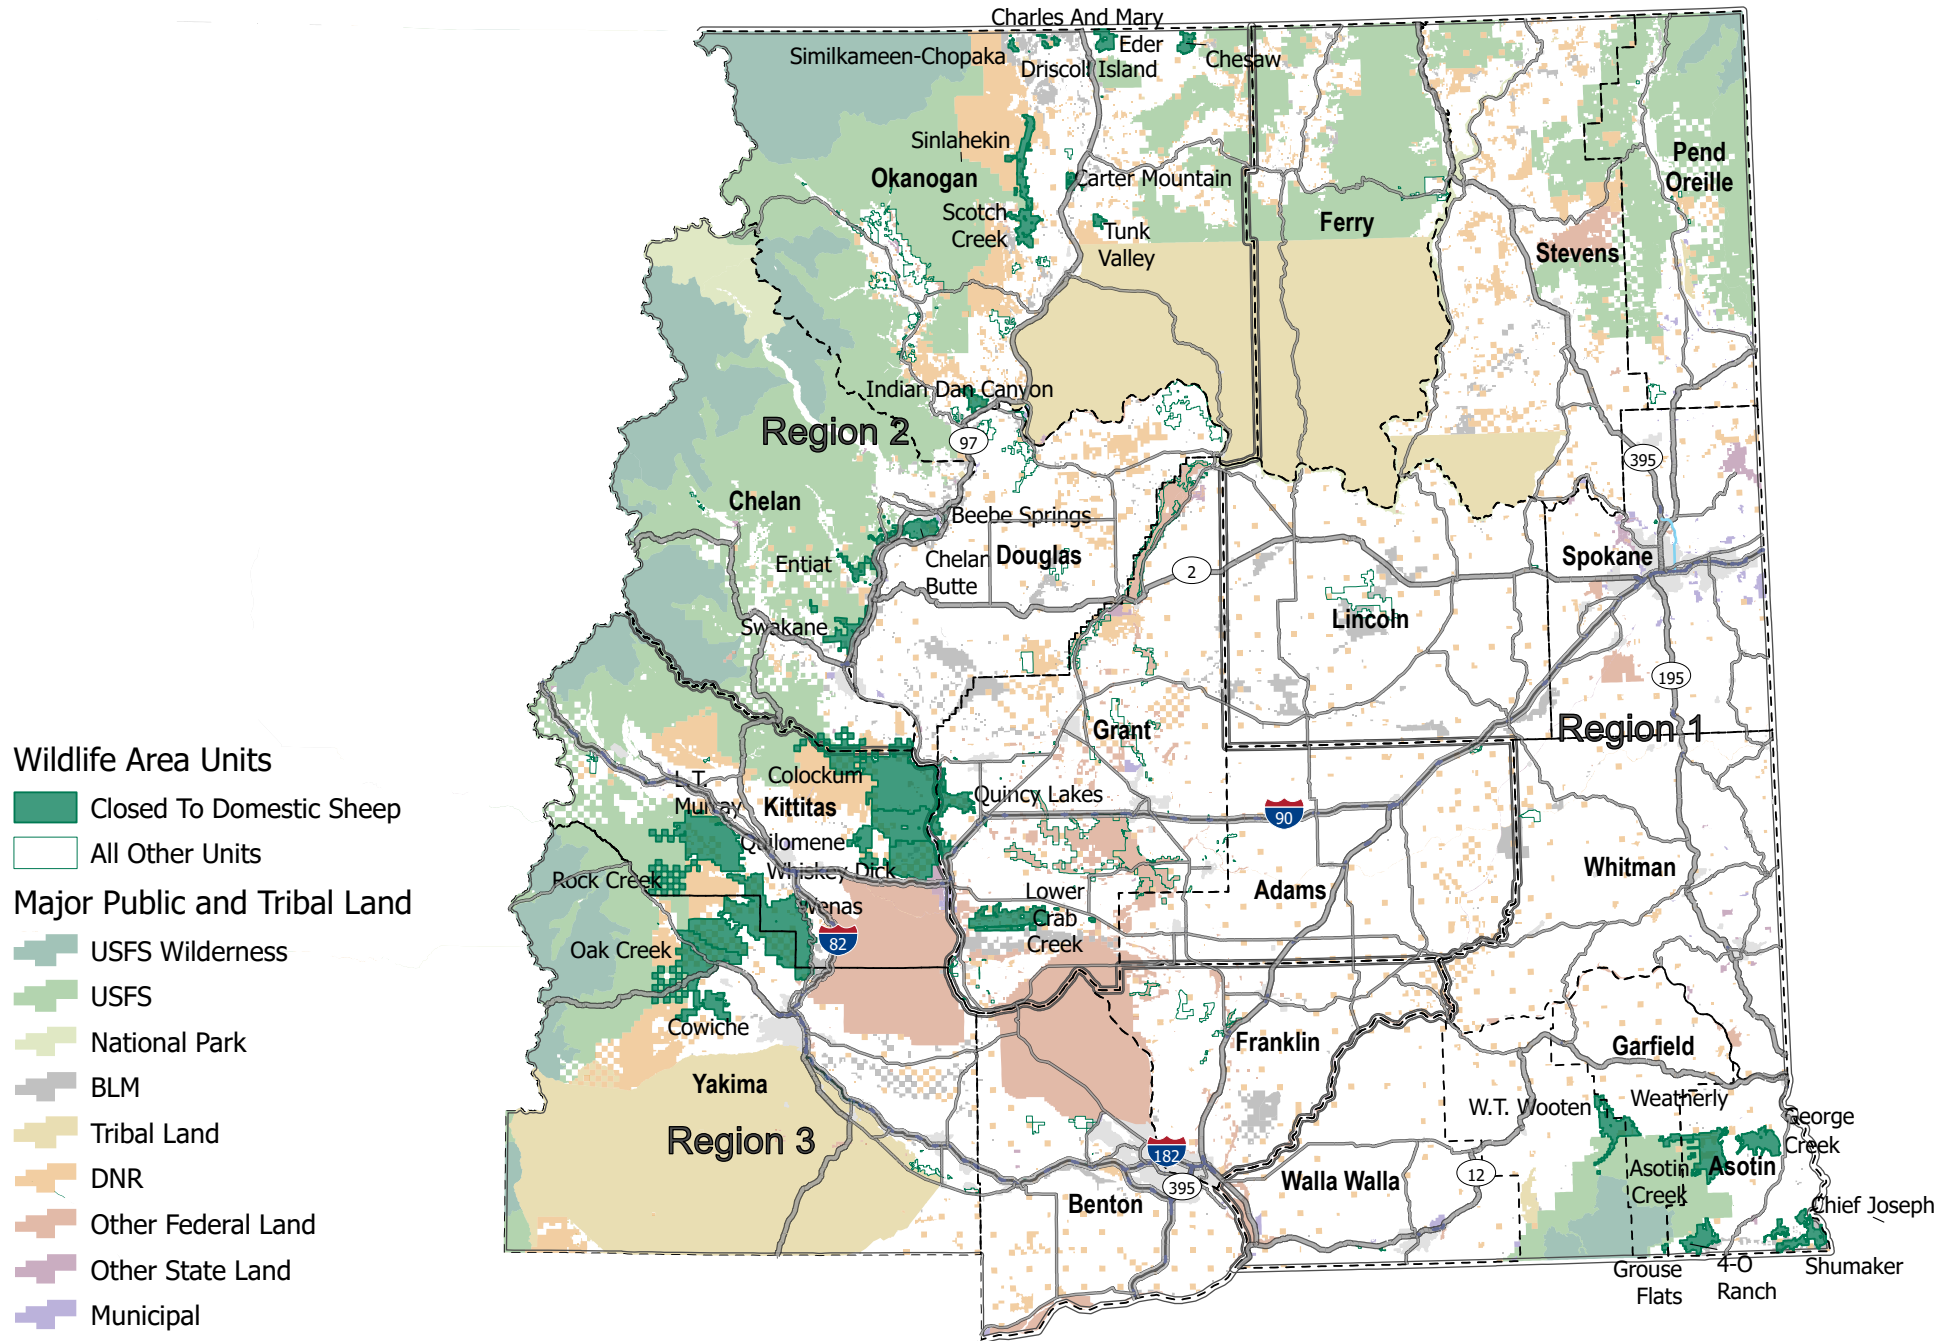 Charles And Mary
Eder
Similkameen-Chopaka
Driscoll Island
Chesaw
Sinlahekin
Okanogan
Carter Mountain
Pend
Oreille
Scotch
Creek
Tunk
Valley
Ferry
Stevens
Indian Dan Canyon
Region 2
97
395
Chelan
Beebe Springs
Entiat
Chelan
Butte
Douglas
2
Spokane
Swakane
Lincoln
195
Grant
Region 1
Wildlife Area Units
Closed To Domestic Sheep
All Other Units
Major Public and Tribal Land
USFS Wilderness
USFS
National Park
BLM
Tribal Land
DNR
Other Federal Land
Other State Land
Municipal
Colockum
L.T.
Murray
Kittitas
Quincy Lakes
90
Quilomene
Whiskey Dick
Rock Creek
Whitman
Adams
Lower
Crab
Creek
Wenas
82
Oak Creek
Cowiche
Franklin
Garfield
Yakima
Region 3
W.T. Wooten
Weatherly
George
Creek
182
395
12
Walla Walla
Asotin
Creek
Asotin
Benton
Chief Joseph
Grouse
Flats
4-O
Ranch
Shumaker